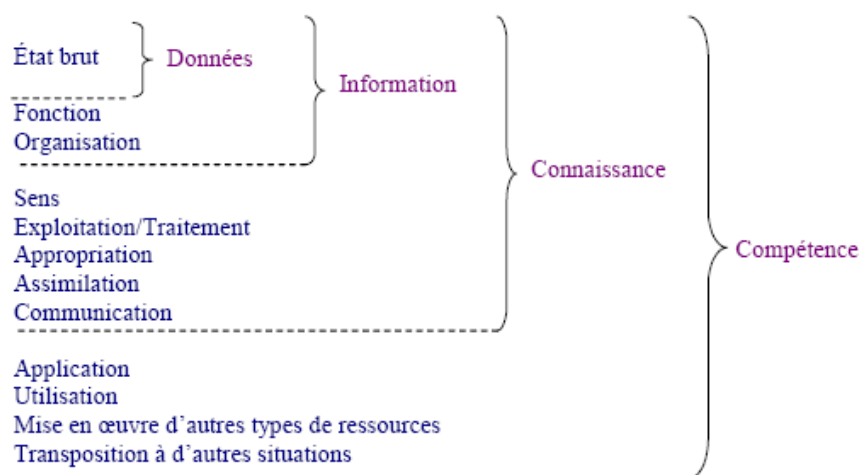 État brut
Données
Information
Fonction
Organisation
Connaissance
Sens
Exploitation/Traitement
Appropriation
Assimilation
Communication
Compétence
Application
Utilisation
Mise en œuvre d’autres types de ressources
Transposition à d’autres situations